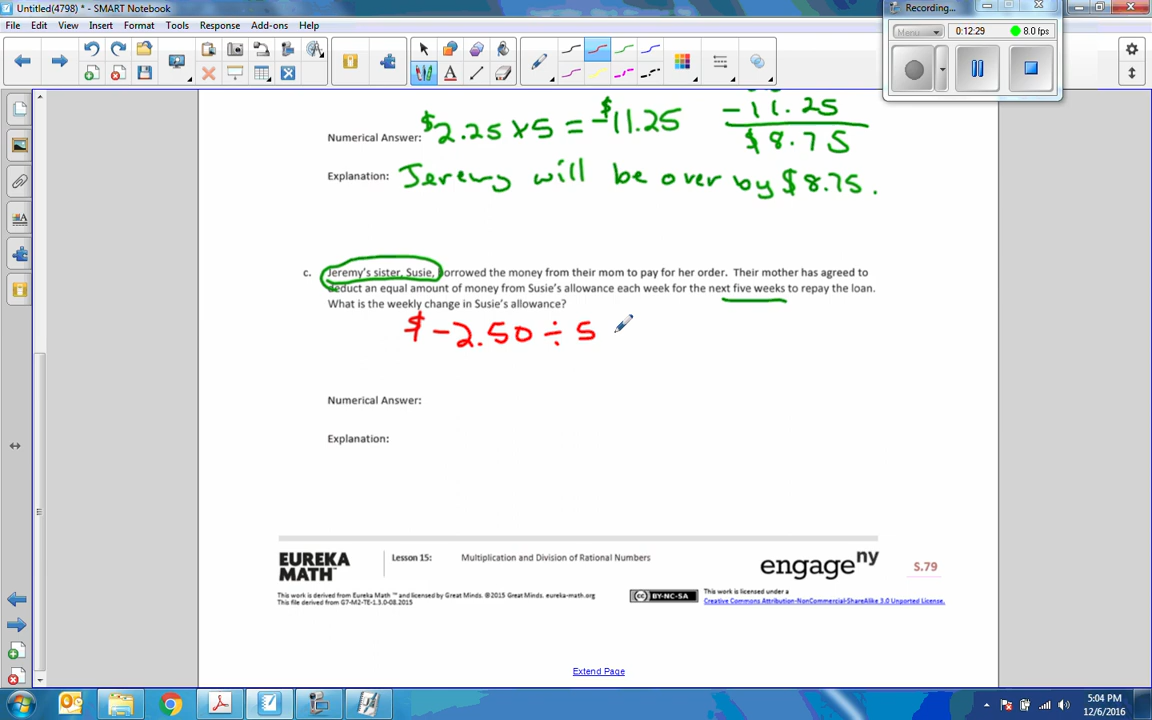 Untitled(4798) * - SMART Notebook
Recording...
File Edit View Insert Format Tools Response Add-ons Help
Menu 0:12:29 8.0 fps
$2.25 x 5 = -$11.25
-11.25
$8.75
Numerical Answer:
Explanation: Jeremy will be over by $8.75.
c. Jeremy's sister, Susie, borrowed the money from their mom to pay for her order. Their mother has agreed to
deduct an equal amount of money from Susie's allowance each week for the next five weeks to repay the loan.
What is the weekly change in Susie's allowance?
$-2.50 ÷ 5
Numerical Answer:
Explanation:
EUREKA MATH™ Lesson 15: Multiplication and Division of Rational Numbers engage ny S.79
This work is derived from Eureka Math ™ and licensed by Great Minds. ©2015 Great Minds. eureka-math.org
This file derived from G7-M2-TE-1.3.0-08.2015
CC BY-NC-SA
This work is licensed under a
Creative Commons Attribution-NonCommercial-ShareAlike 3.0 Unported License.
Extend Page
5:04 PM
12/6/2016